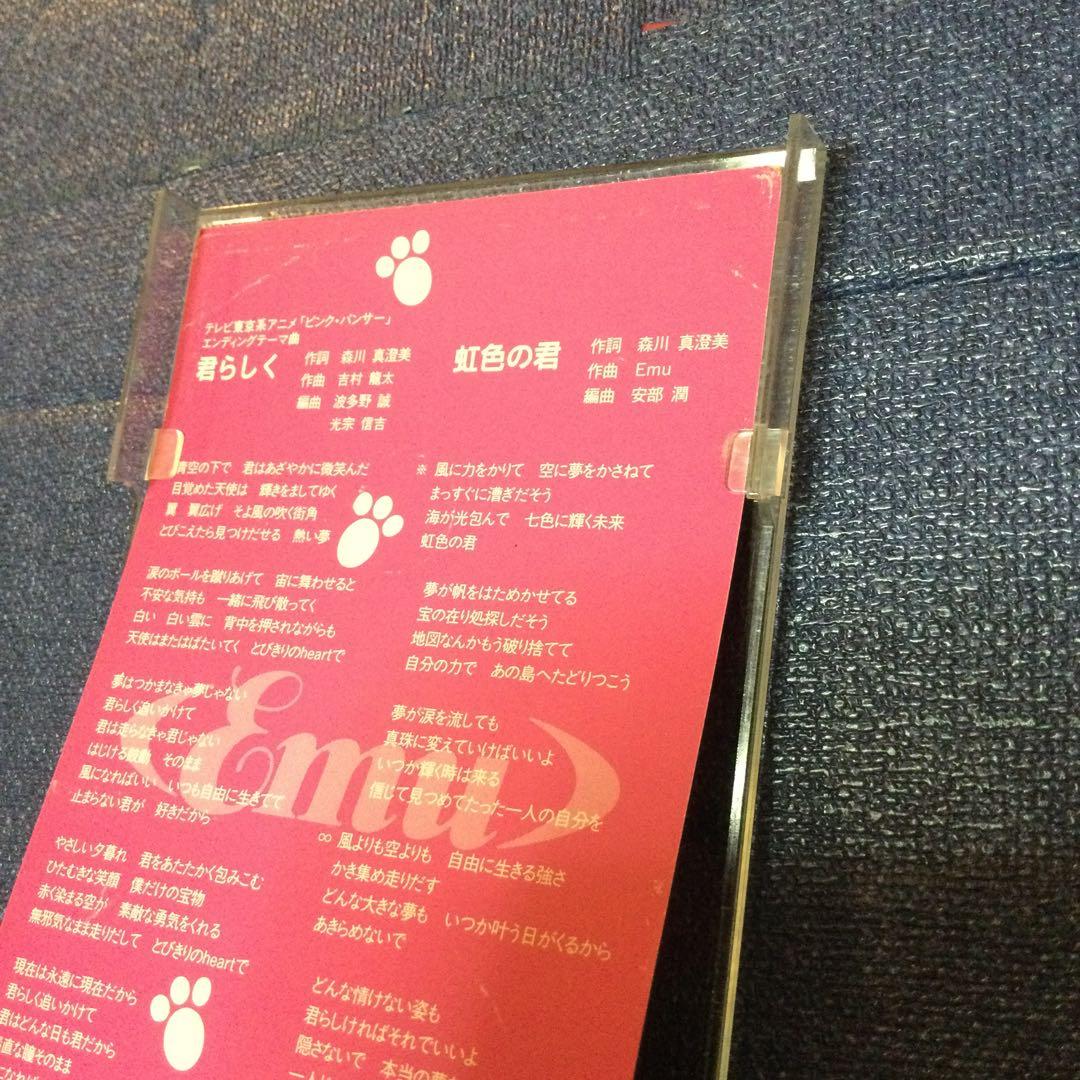 テレビ東京系アニメ「ピンク・パンサー」
エンディングテーマ曲
君らしく
作詞 森川 真澄美
作曲 吉村 龍太
編曲 波多野 誠
光宗 信吉
青空の下で 君はあざやかに微笑んだ
目覚めた天使は 輝きをましてゆく
翼 翼広げ そよ風の吹く街角
とびこえたら見つけだせる 熱い夢
涙のボールを蹴りあげて 宙に舞わせると
不安な気持も 一緒に飛び散ってく
白い 白い雲に 背中を押されながらも
天使はまたはばたいてく とびきりのheartで
夢はつかまなきゃ夢じゃない
君らしく追いかけて
君は走らなきゃ君じゃない
はじける鼓動 そのまま
風になればいい いつも自由に生きてて
止まらない君が 好きだから
やさしい夕暮れ 君をあたたかく包みこむ
ひたむきな笑顔 僕だけの宝物
赤く染まる空が 素敵な勇気をくれる
無邪気なまま走りだして とびきりのheartで
現在は永遠に現在だから
君らしく追いかけて
君はどんな日も君だから
直な瞳そのまま
になれば
虹色の君
作詞 森川 真澄美
作曲 Emu
編曲 安部 潤
※ 風に力をかりて 空に夢をかさねて
まっすぐに漕ぎだそう
海が光包んで 七色に輝く未来
虹色の君
夢が帆をはためかせてる
宝の在り処探しだそう
地図なんかもう破り捨てて
自分の力で あの島へたどりつこう
夢が涙を流しても
真珠に変えていけばいいよ
いつか輝く時は来る
信じて見つめてたった一人の自分を
∞ 風よりも空よりも 自由に生きる強さ
かき集め走りだす
どんな大きな夢も いつか叶う日がくるから
あきらめないで
どんな情けない姿も
君らしければそれでいいよ
隠さないで 本当の夢
一人
Emu